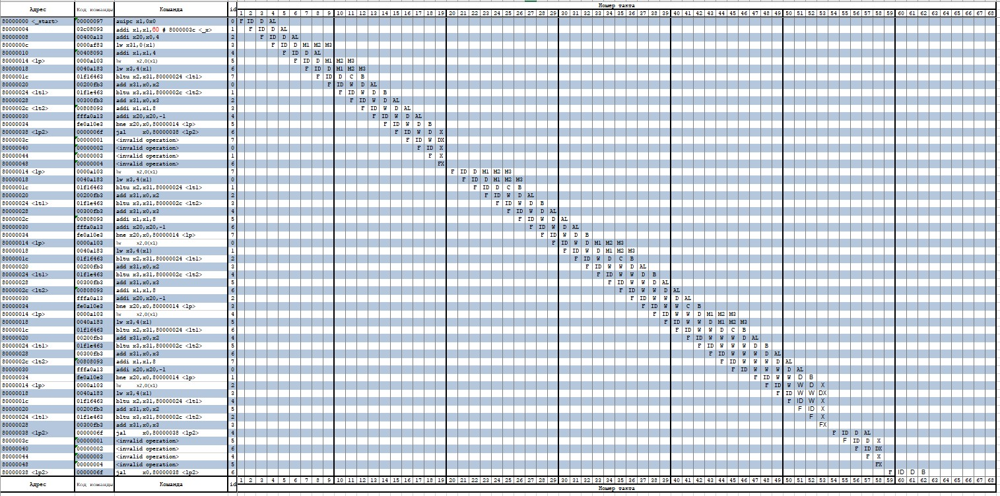 Номер такта
Адрес Код команды Команда id 1 2 3 4 5 6 7 8 9 10 11 12 13 14 15 16 17 18 19 20 21 22 23 24 25 26 27 28 29 30 31 32 33 34 35 36 37 38 39 40 41 42 43 44 45 46 47 48 49 50 51 52 53 54 55 56 57 58 59 60 61 62 63 64 65 66 67 68
80000000 <_start> 00000097 auipc x1,0x0 0 F ID D AL
80000004 03c08093 addi x1,x1,60 # 8000003c <_x> 1 F ID D AL
80000008 00400a13 addi x20,x0,4 2 F ID D AL
8000000c 0000af83 lw x31,0(x1) 3 F ID D M1 M2 M3
80000010 00408093 addi x1,x1,4 4 F ID D AL
80000014 <lp> 0000a103 lw x2,0(x1) 5 F ID D M1 M2 M3
80000018 0040a183 lw x3,4(x1) 6 F ID D M1 M2 M3
8000001c 01f16463 bltu x2,x31,80000024 <lt1> 7 F ID D C B
80000020 00200fb3 add x31,x0,x2 0 F ID W D AL
80000024 <lt1> 01f1e463 bltu x3,x31,8000002c <lt2> 1 F ID W D B
80000028 00300fb3 add x31,x0,x3 2 F ID W D AL
8000002c <lt2> 00808093 addi x1,x1,8 3 F ID W D AL
80000030 fffa0a13 addi x20,x20,-1 4 F ID W D AL
80000034 fe0a10e3 bne x20,x0,80000014 <lp> 5 F ID W D B
80000038 <lp2> 0000006f jal x0,80000038 <lp2> 6 F ID W D X
8000003c 00000001 <invalid operation> 7 F ID W DX
80000040 00000002 <invalid operation> 0 F ID X
80000044 00000003 <invalid operation> 1 F X
80000048 00000004 <invalid operation> 6 FX
80000014 <lp> 0000a103 lw x2,0(x1) 7 F ID D M1 M2 M3
80000018 0040a183 lw x3,4(x1) 0 F ID D M1 M2 M3
8000001c 01f16463 bltu x2,x31,80000024 <lt1> 1 F ID D C B
80000020 00200fb3 add x31,x0,x2 2 F ID W D AL
80000024 <lt1> 01f1e463 bltu x3,x31,8000002c <lt2> 3 F ID W D B
80000028 00300fb3 add x31,x0,x3 4 F ID W D AL
8000002c 00808093 addi x1,x1,8 5 F ID W D AL
80000030 fffa0a13 addi x20,x20,-1 6 F ID W D AL
80000034 fe0a10e3 bne x20,x0,80000014 <lp> 7 F ID W D B
80000014 <lp> 0000a103 lw x2,0(x1) 0 F ID W D M1 M2 M3
80000018 0040a183 lw x3,4(x1) 1 F ID W D M1 M2 M3
8000001c 01f16463 bltu x2,x31,80000024 <lt1> 2 F ID W D C B
80000020 00200fb3 add x31,x0,x2 3 F ID W W D AL
80000024 <lt1> 01f1e463 bltu x3,x31,8000002c <lt2> 4 F ID W W D B
80000028 00300fb3 add x31,x0,x3 5 F ID W W D AL
8000002c <lt2> 00808093 addi x1,x1,8 6 F ID W W D AL
80000030 fffa0a13 addi x20,x20,-1 2 F ID W W D AL
80000034 fe0a10e3 bne x20,x0,80000014 <lp> 3 F ID W W C B
80000014 <lp> 0000a103 lw x2,0(x1) 4 F ID W W D M1 M2 M3
80000018 0040a183 lw x3,4(x1) 5 F ID W W D M1 M2 M3
8000001c 01f16463 bltu x2,x31,80000024 <lt1> 6 F ID W W D C B
80000020 00200fb3 add x31,x0,x2 4 F ID W W W D AL
80000024 <lt1> 01f1e463 bltu x3,x31,8000002c <lt2> 5 F ID W W W D B
80000028 00300fb3 add x31,x0,x3 6 F ID W W W D AL
8000002c <lt2> 00808093 addi x1,x1,8 7 F ID W W W D AL
80000030 fffa0a13 addi x20,x20,-1 0 F ID W W W D AL
80000034 fe0a10e3 bne x20,x0,80000014 <lp> 1 F ID W W D B
80000014 <lp> 0000a103 lw x2,0(x1) 2 F ID W W D X
80000018 0040a183 lw x3,4(x1) 3 F ID W W DX
8000001c 01f16463 bltu x2,x31,80000024 <lt1> 4 F ID W X
80000020 00200fb3 add x31,x0,x2 5 F ID X
80000024 <lt1> 01f1e463 bltu x3,x31,8000002c <lt2> 2 F X
80000028 00300fb3 add x31,x0,x3 3 FX
80000038 <lp2> 0000006f jal x0,80000038 <lp2> 4 F ID D AL
8000003c 00000001 <invalid operation> 5 F ID D X
80000040 00000002 <invalid operation> 6 F ID DX
80000044 00000003 <invalid operation> 4 F X
80000048 00000004 <invalid operation> 5 FX
80000038 <lp2> 0000006f jal x0,80000038 <lp2> 6 F ID D B
Адрес Код команды Команда id 1 2 3 4 5 6 7 8 9 10 11 12 13 14 15 16 17 18 19 20 21 22 23 24 25 26 27 28 29 30 31 32 33 34 35 36 37 38 39 40 41 42 43 44 45 46 47 48 49 50 51 52 53 54 55 56 57 58 59 60 61 62 63 64 65 66 67 68
Номер такта